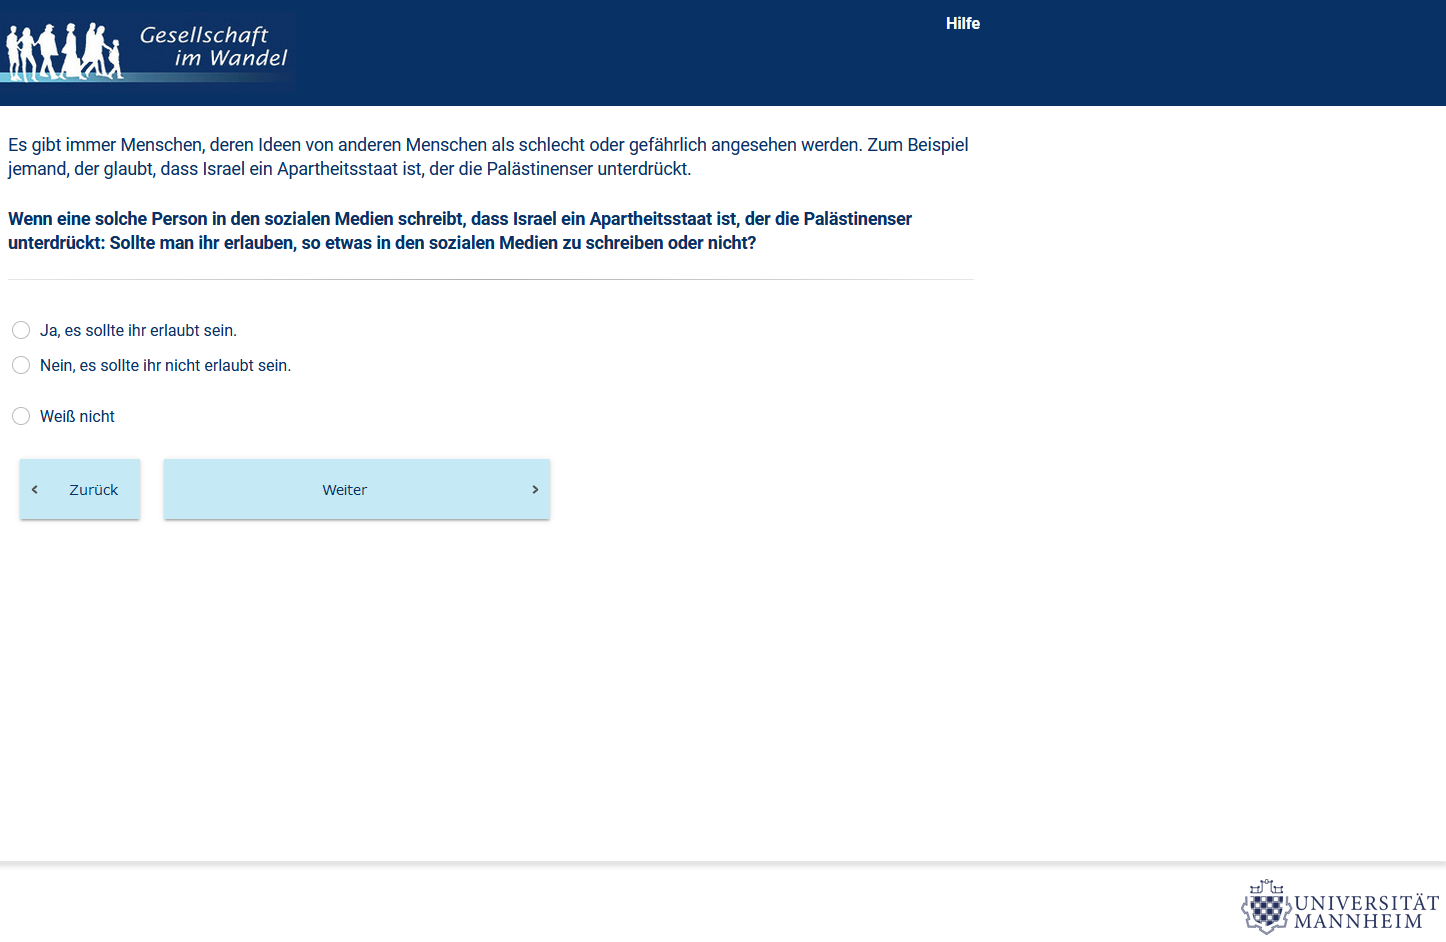 Gesellschaft
im Wandel
Hilfe
Es gibt immer Menschen, deren Ideen von anderen Menschen als schlecht oder gefährlich angesehen werden. Zum Beispiel
jemand, der glaubt, dass Israel ein Apartheitsstaat ist, der die Palästinenser unterdrückt.
Wenn eine solche Person in den sozialen Medien schreibt, dass Israel ein Apartheitsstaat ist, der die Palästinenser
unterdrückt: Sollte man ihr erlauben, so etwas in den sozialen Medien zu schreiben oder nicht?
Ja, es sollte ihr erlaubt sein.
Nein, es sollte ihr nicht erlaubt sein.
Weiß nicht
Zurück
Weiter
UNIVERSITÄT
MANNHEIM